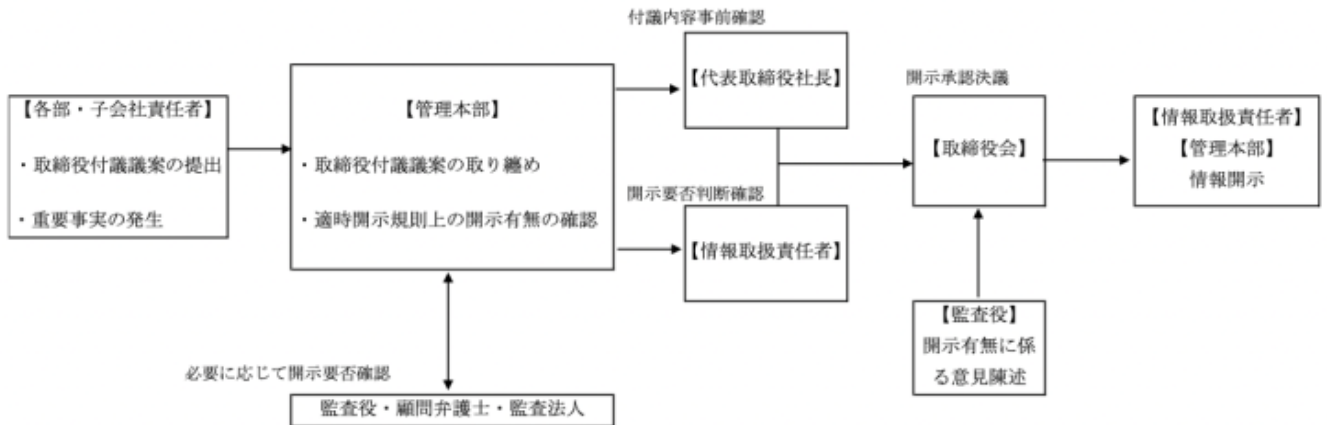 【各部・子会社責任者】
・取締役付議議案の提出
・重要事実の発生
【管理本部】
・取締役付議議案の取り纏め
・適時開示規則上の開示有無の確認
必要に応じて開示要否確認
監査役・顧問弁護士・監査法人
付議内容事前確認
【代表取締役社長】
開示要否判断確認
【情報取扱責任者】
開示承認決議
【取締役会】
【監査役】
開示有無に係
る意見陳述
【情報取扱責任者】
【管理本部】
情報開示